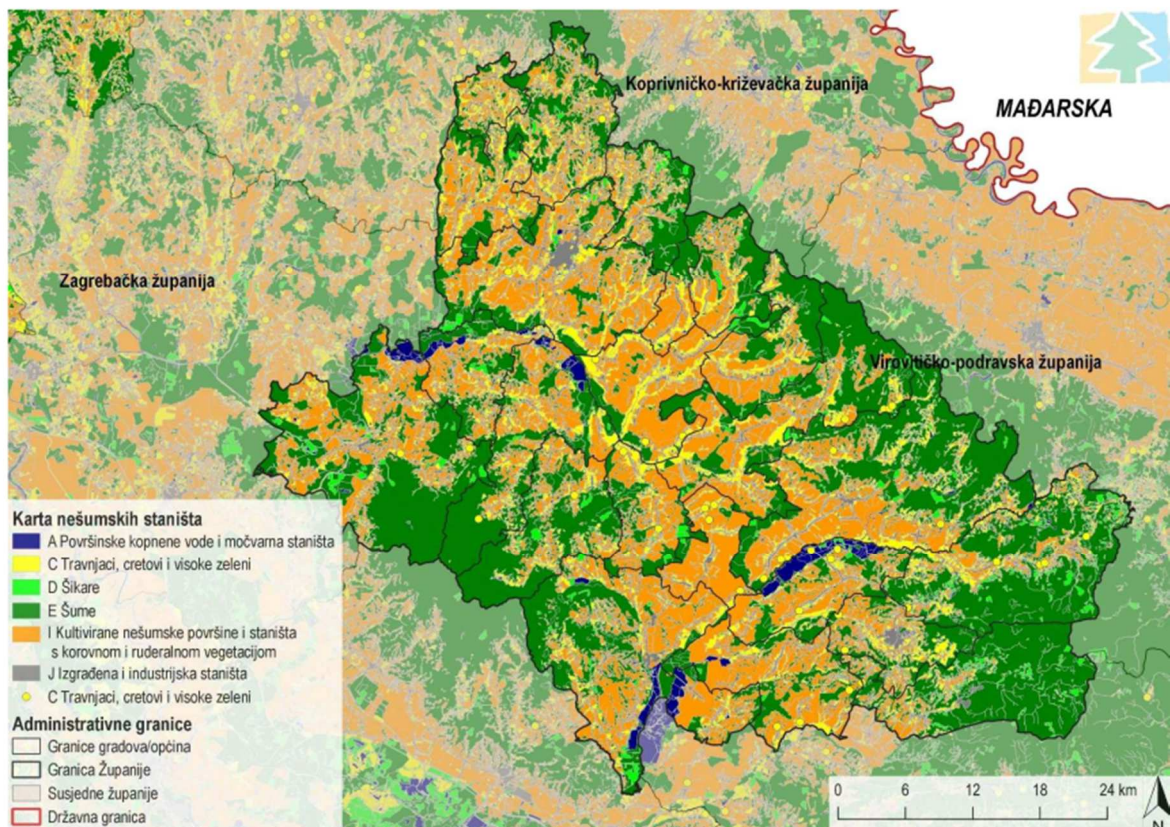 Koprivničko-križevačka županija
MAĐARSKA
Zagrebačka županija
Virovitičko-podravska županija
Karta nešumskih staništa
A Površinske kopnene vode i močvarna staništa
C Travnjaci, cretovi i visoke zeleni
D Šikare
E Šume
I Kultivirane nešumske površine i staništa
s korovnom i ruderalnom vegetacijom
J Izgrađena i industrijska staništa
C Travnjaci, cretovi i visoke zeleni
Administrativne granice
Granice gradova/općina
Granica Županije
Susjedne županije
Državna granica
0 6 12 18 24 km
N